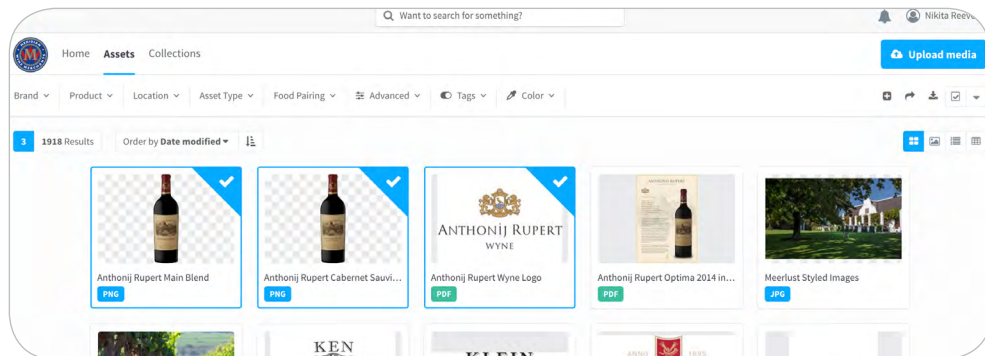 Want to search for something?
Nikita Reeve
Home Assets Collections
Upload media
Brand Product Location Asset Type Food Pairing Advanced Tags Color
3 1918 Results Order by Date modified
ANTHONIJ RUPERT
WYNE
Anthonij Rupert Main Blend
PNG
Anthonij Rupert Cabernet Sauvi...
PNG
Anthonij Rupert Wyne Logo
PDF
Anthonij Rupert Optima 2014 in...
PDF
Meerlust Styled Images
JPG
KEN
KLEIN
ANNO 1685